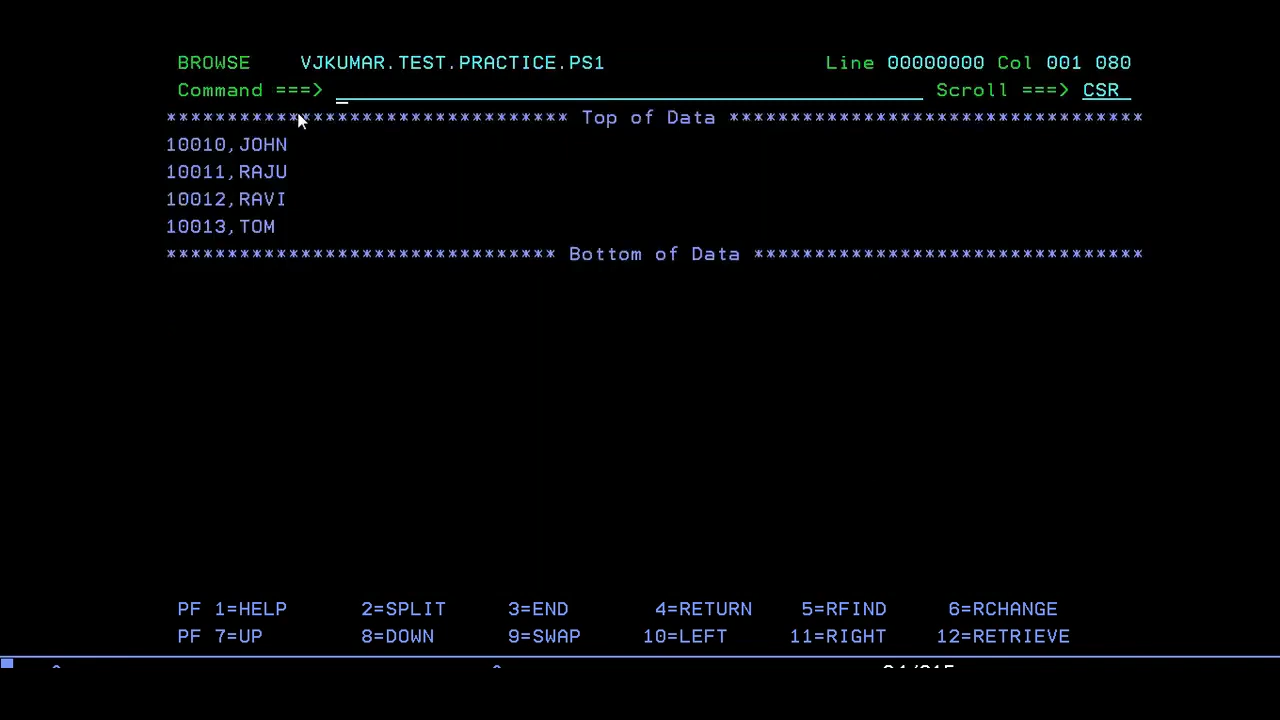 BROWSE VJKUMAR.TEST.PRACTICE.PS1 Line 00000000 Col 001 080
Command ===> Scroll ===> CSR
********************************* Top of Data **********************************
10010,JOHN
10011,RAJU
10012,RAVI
10013,TOM
******************************** Bottom of Data ********************************
PF 1=HELP 2=SPLIT 3=END 4=RETURN 5=RFIND 6=RCHANGE
PF 7=UP 8=DOWN 9=SWAP 10=LEFT 11=RIGHT 12=RETRIEVE